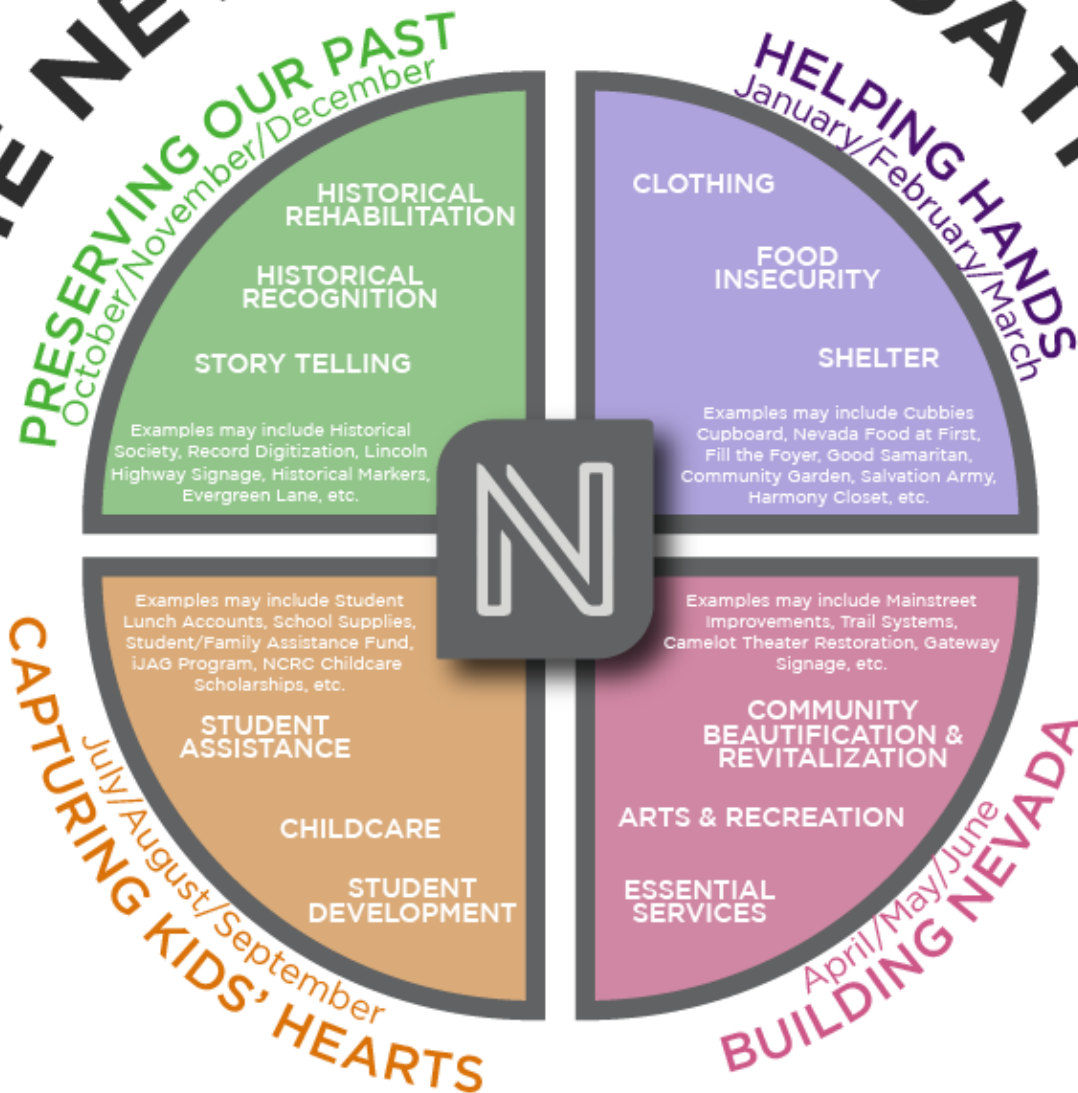 PRESERVING OUR PAST
October/November/December
HISTORICAL
REHABILITATION
HISTORICAL
RECOGNITION
STORY TELLING
Examples may include Historical
Society, Record Digitization, Lincoln
Highway Signage, Historical Markers,
Evergreen Lane, etc.
HELPING HANDS
January/February/March
CLOTHING
FOOD
INSECURITY
SHELTER
Examples may include Cubbies
Cupboard, Nevada Food at First,
Fill the Foyer, Good Samaritan,
Community Garden, Salvation Army,
Harmony Closet, etc.
N
Examples may include Student
Lunch Accounts, School Supplies,
Student/Family Assistance Fund,
iJAG Program, NCRC Childcare
Scholarships, etc.
STUDENT
ASSISTANCE
CHILDCARE
STUDENT
DEVELOPMENT
July/August/September
CAPTURING KIDS' HEARTS
Examples may include Mainstreet
Improvements, Trail Systems,
Camelot Theater Restoration, Gateway
Signage, etc.
COMMUNITY
BEAUTIFICATION &
REVITALIZATION
ARTS & RECREATION
ESSENTIAL
SERVICES
April/May/June
BUILDING NEVADA